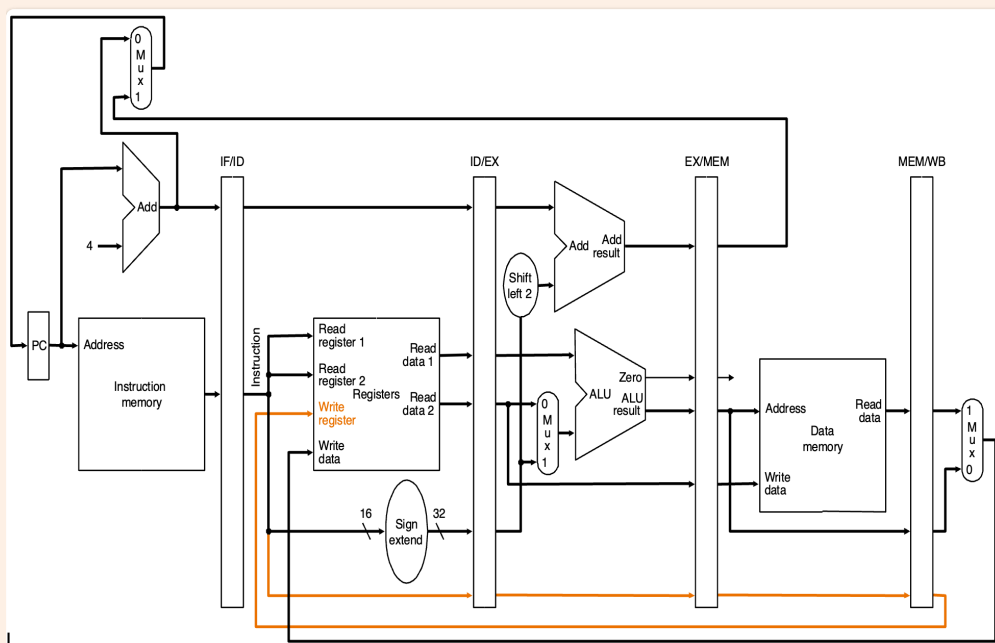 0
M
u
x
1
IF/ID
ID/EX
EX/MEM
MEM/WB
Add
4
Add
Add
result
Shift
left 2
PC
Address
Instruction
memory
Instruction
Read
register 1
Read
register 2
Registers
Write
register
Write
data
Read
data 1
Read
data 2
0
M
u
x
1
Zero
ALU
ALU
result
Address
Read
data
Data
memory
Write
data
1
M
u
x
0
16
Sign
extend
32